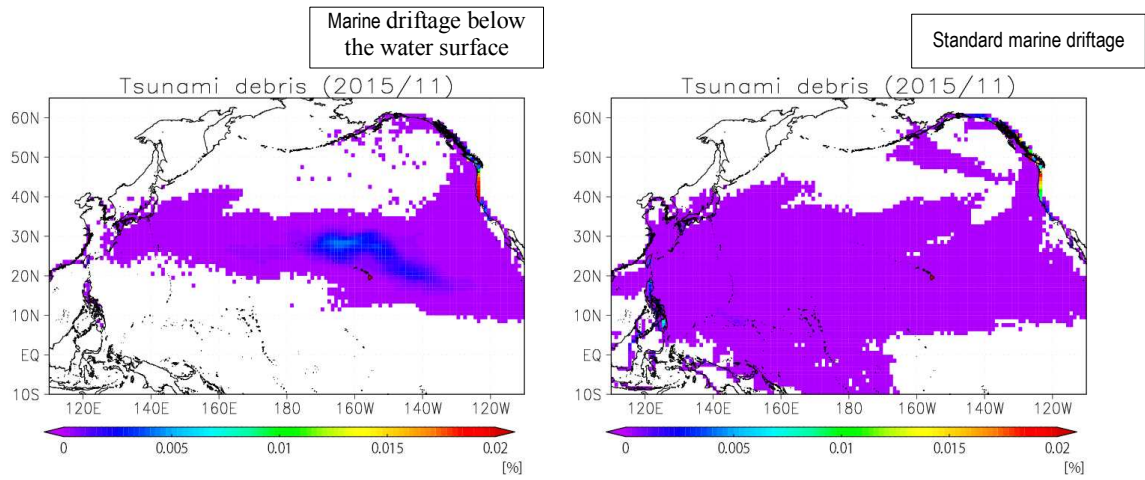 Marine driftage below
the water surface
Standard marine driftage
Tsunami debris (2015/11)
60N
50N
40N
30N
20N
10N
EQ
10S
120E 140E 160E 180 160W 140W 120W
0 0.005 0.01 0.015 0.02
[%]
Tsunami debris (2015/11)
60N
50N
40N
30N
20N
10N
EQ
10S
120E 140E 160E 180 160W 140W 120W
0 0.005 0.01 0.015 0.02
[%]